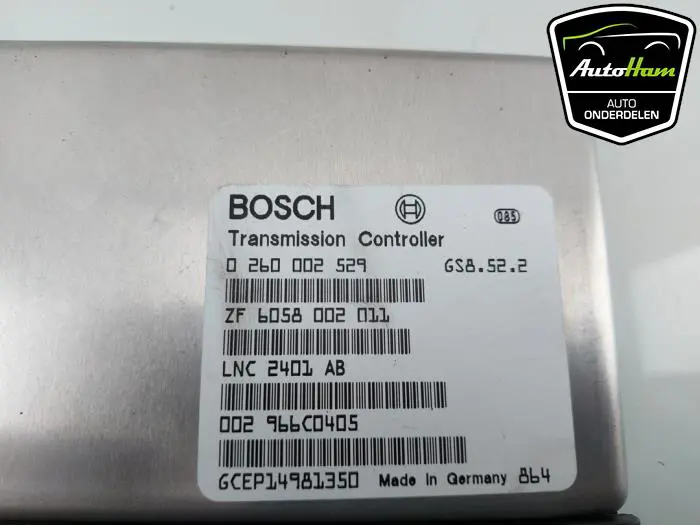 AutoHam
AUTO
ONDERDELEN
BOSCH
085
Transmission Controller
0 260 002 529 GS8.52.2
ZF 6058 002 011
LNC 2401 AB
002 966C0405
GCEP14981350 Made in Germany 864